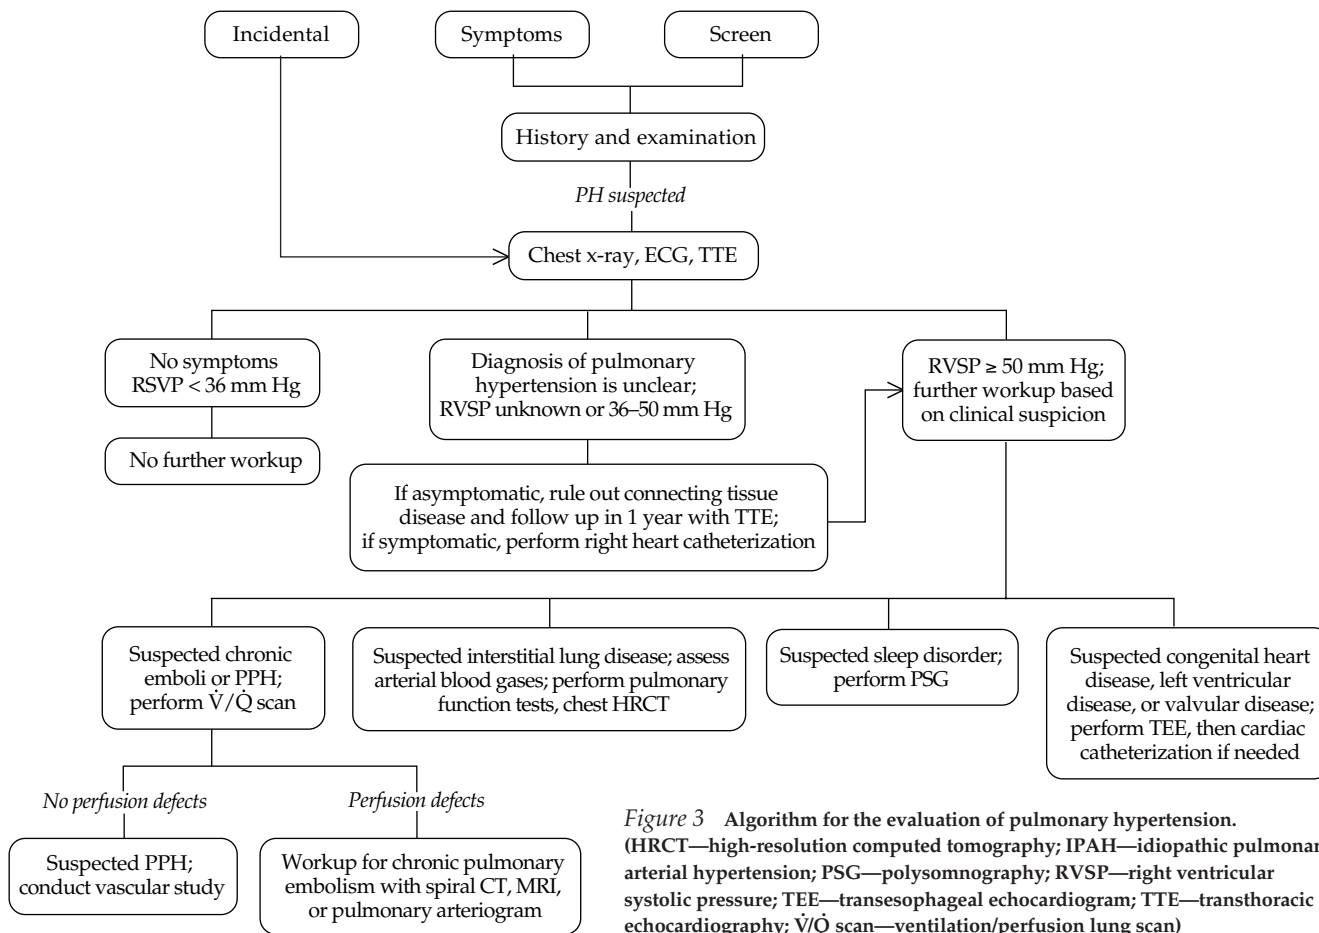 Incidental
Symptoms
Screen
History and examination
PH suspected
Chest x-ray, ECG, TTE
No symptoms
RSVP < 36 mm Hg
Diagnosis of pulmonary
hypertension is unclear;
RVSP unknown or 36–50 mm Hg
RVSP ≥ 50 mm Hg;
further workup based
on clinical suspicion
No further workup
If asymptomatic, rule out connecting tissue
disease and follow up in 1 year with TTE;
if symptomatic, perform right heart catheterization
Suspected chronic
emboli or PPH;
perform V̇/Q̇ scan
Suspected interstitial lung disease; assess
arterial blood gases; perform pulmonary
function tests, chest HRCT
Suspected sleep disorder;
perform PSG
Suspected congenital heart
disease, left ventricular
disease, or valvular disease;
perform TEE, then cardiac
catheterization if needed
No perfusion defects
Perfusion defects
Suspected PPH;
conduct vascular study
Workup for chronic pulmonary
embolism with spiral CT, MRI,
or pulmonary arteriogram
Figure 3 Algorithm for the evaluation of pulmonary hypertension.
(HRCT—high-resolution computed tomography; IPAH—idiopathic pulmonar
arterial hypertension; PSG—polysomnography; RVSP—right ventricular
systolic pressure; TEE—transesophageal echocardiogram; TTE—transthoracic
echocardiography; V̇/Q̇ scan—ventilation/perfusion lung scan)